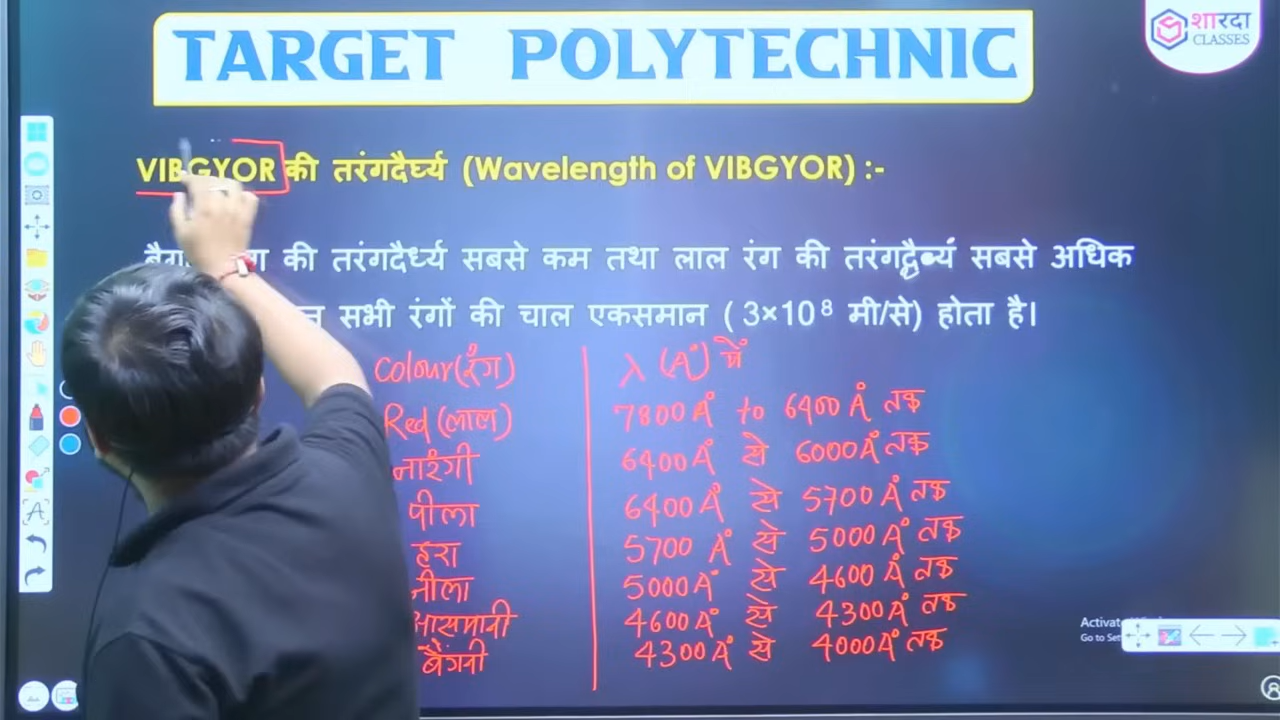 TARGET POLYTECHNIC
शारदा
CLASSES
VIBGYOR की तरंगदैर्घ्य (Wavelength of VIBGYOR) :-
की तरंगदैर्ध्य सबसे कम तथा लाल रंग की सबसे अधिक
सभी रंगों की चाल एकसमान ( 3×10⁸ मी/से) होता है।
Colour(रंग) λ (A°) में
Red (लाल) 7800 A° to 6400 A° तक
नारंगी 6400 A° से 6000 A° तक
पीला 6400 A° से 5700 A° तक
हरा 5700 A° से 5000 A° तक
नीला 5000 A° से 4600 A° तक
आसमानी 4600 A° से 4300 A° तक
बैंगनी 4300 A° से 4000 A° तक
Go to